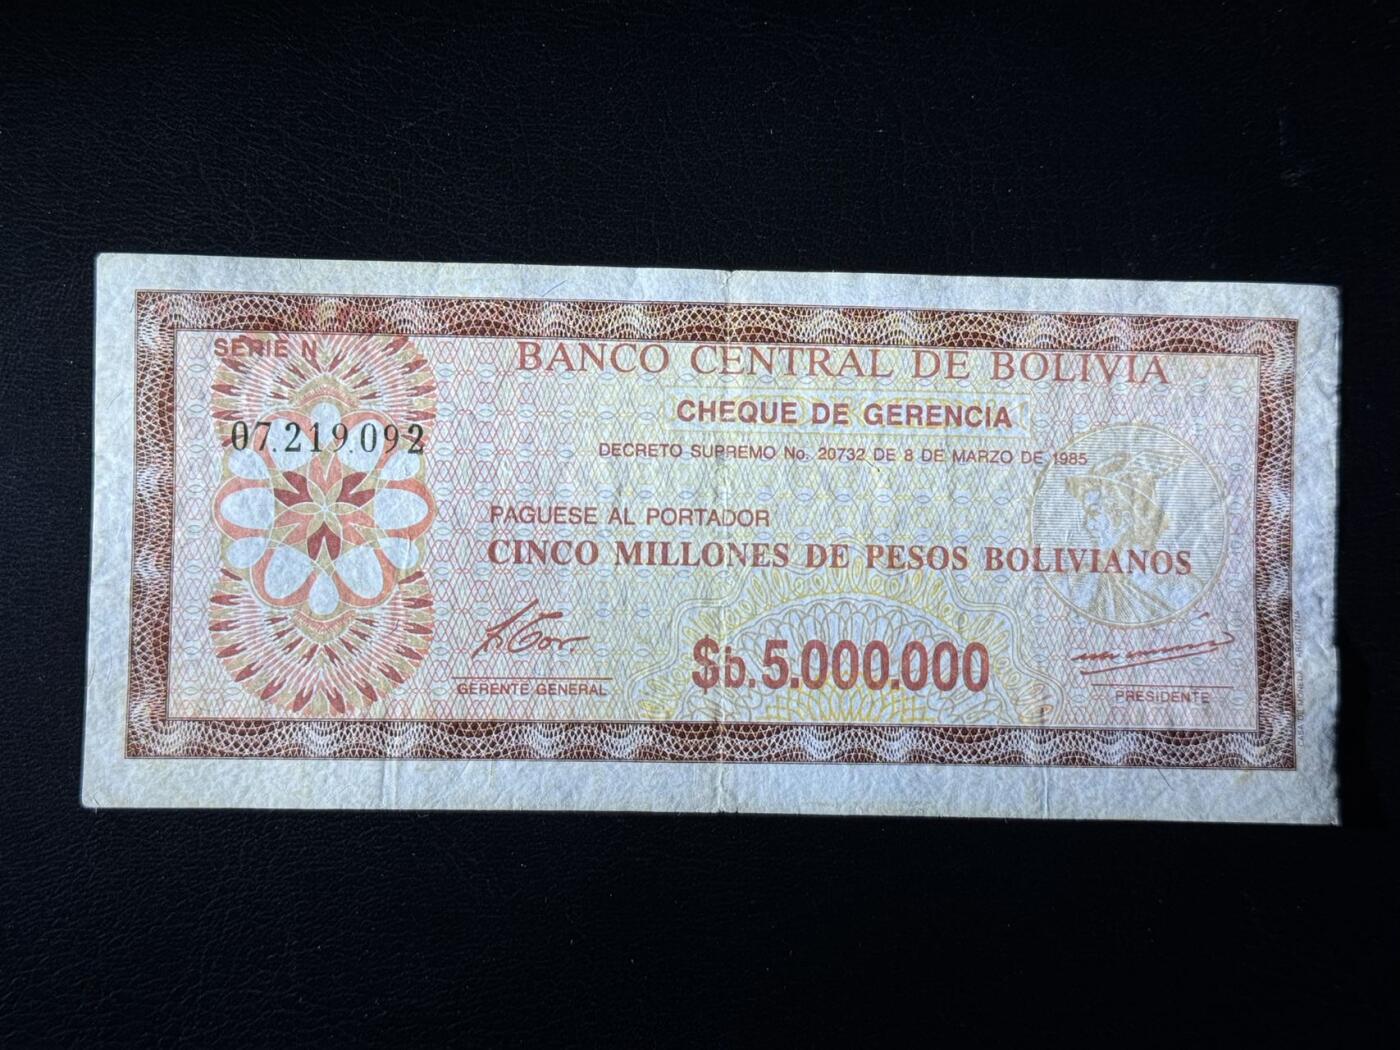 SERIE N
07.219.092
BANCO CENTRAL DE BOLIVIA
CHEQUE DE GERENCIA
DECRETO SUPREMO No. 20732 DE 8 DE MARZO DE 1985
PAGUESE AL PORTADOR
CINCO MILLONES DE PESOS BOLIVIANOS
$b.5.000.000
GERENTE GENERAL
PRESIDENTE